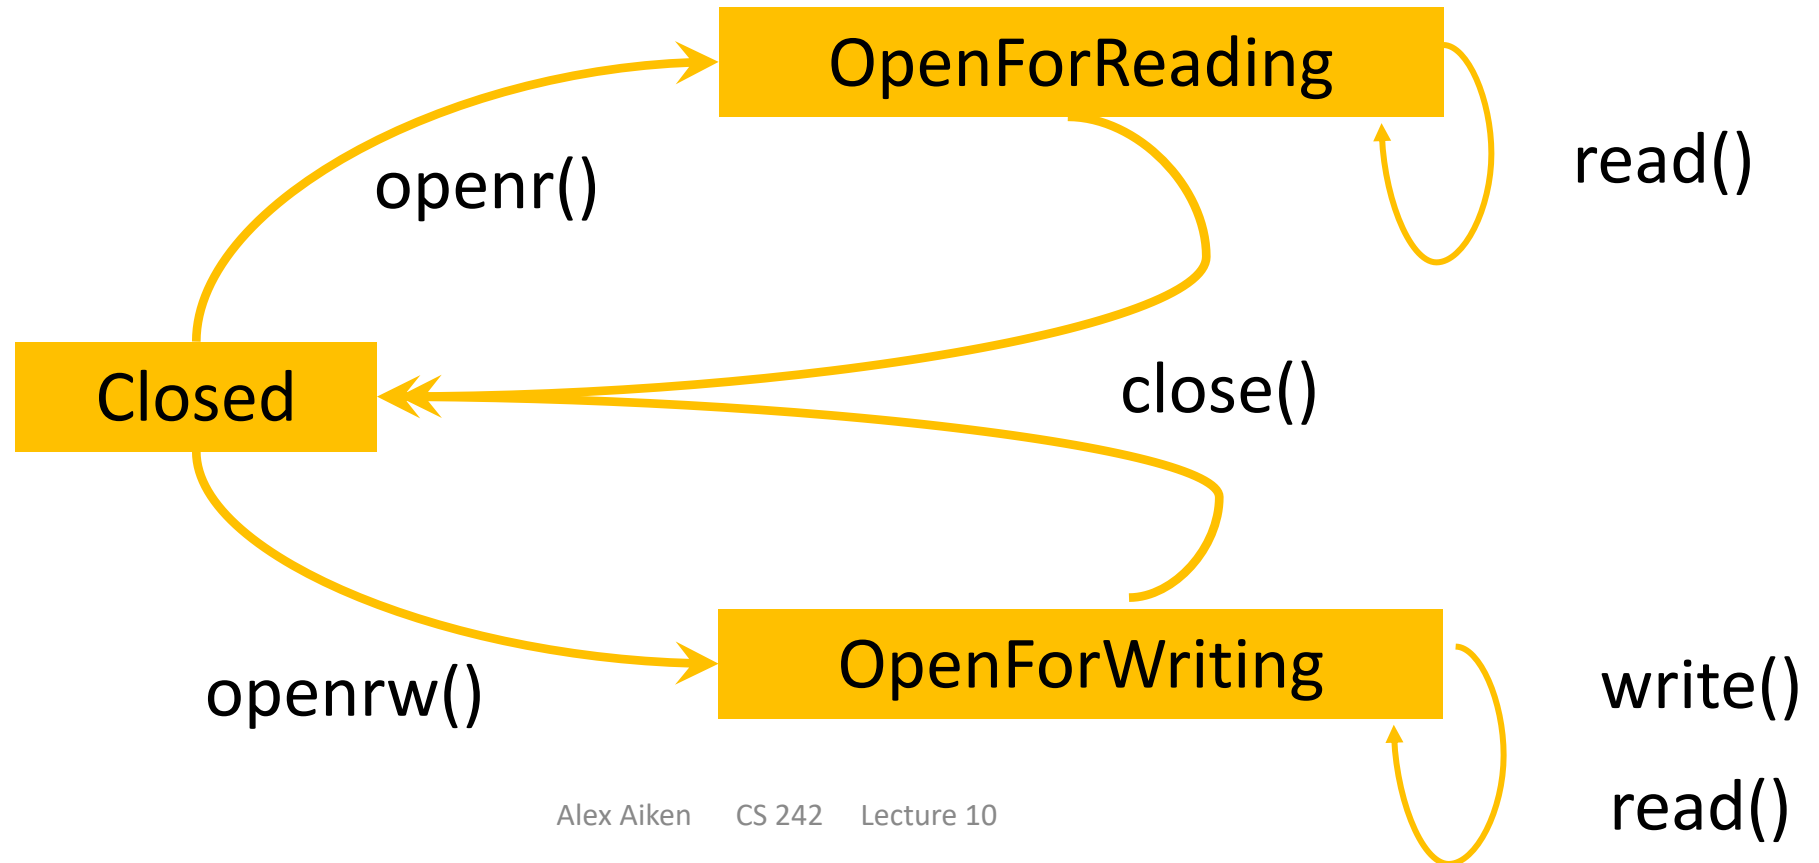 OpenForReading
read()
openr()
Closed
close()
OpenForWriting
openrw()
write()
read()
Alex Aiken CS 242 Lecture 10